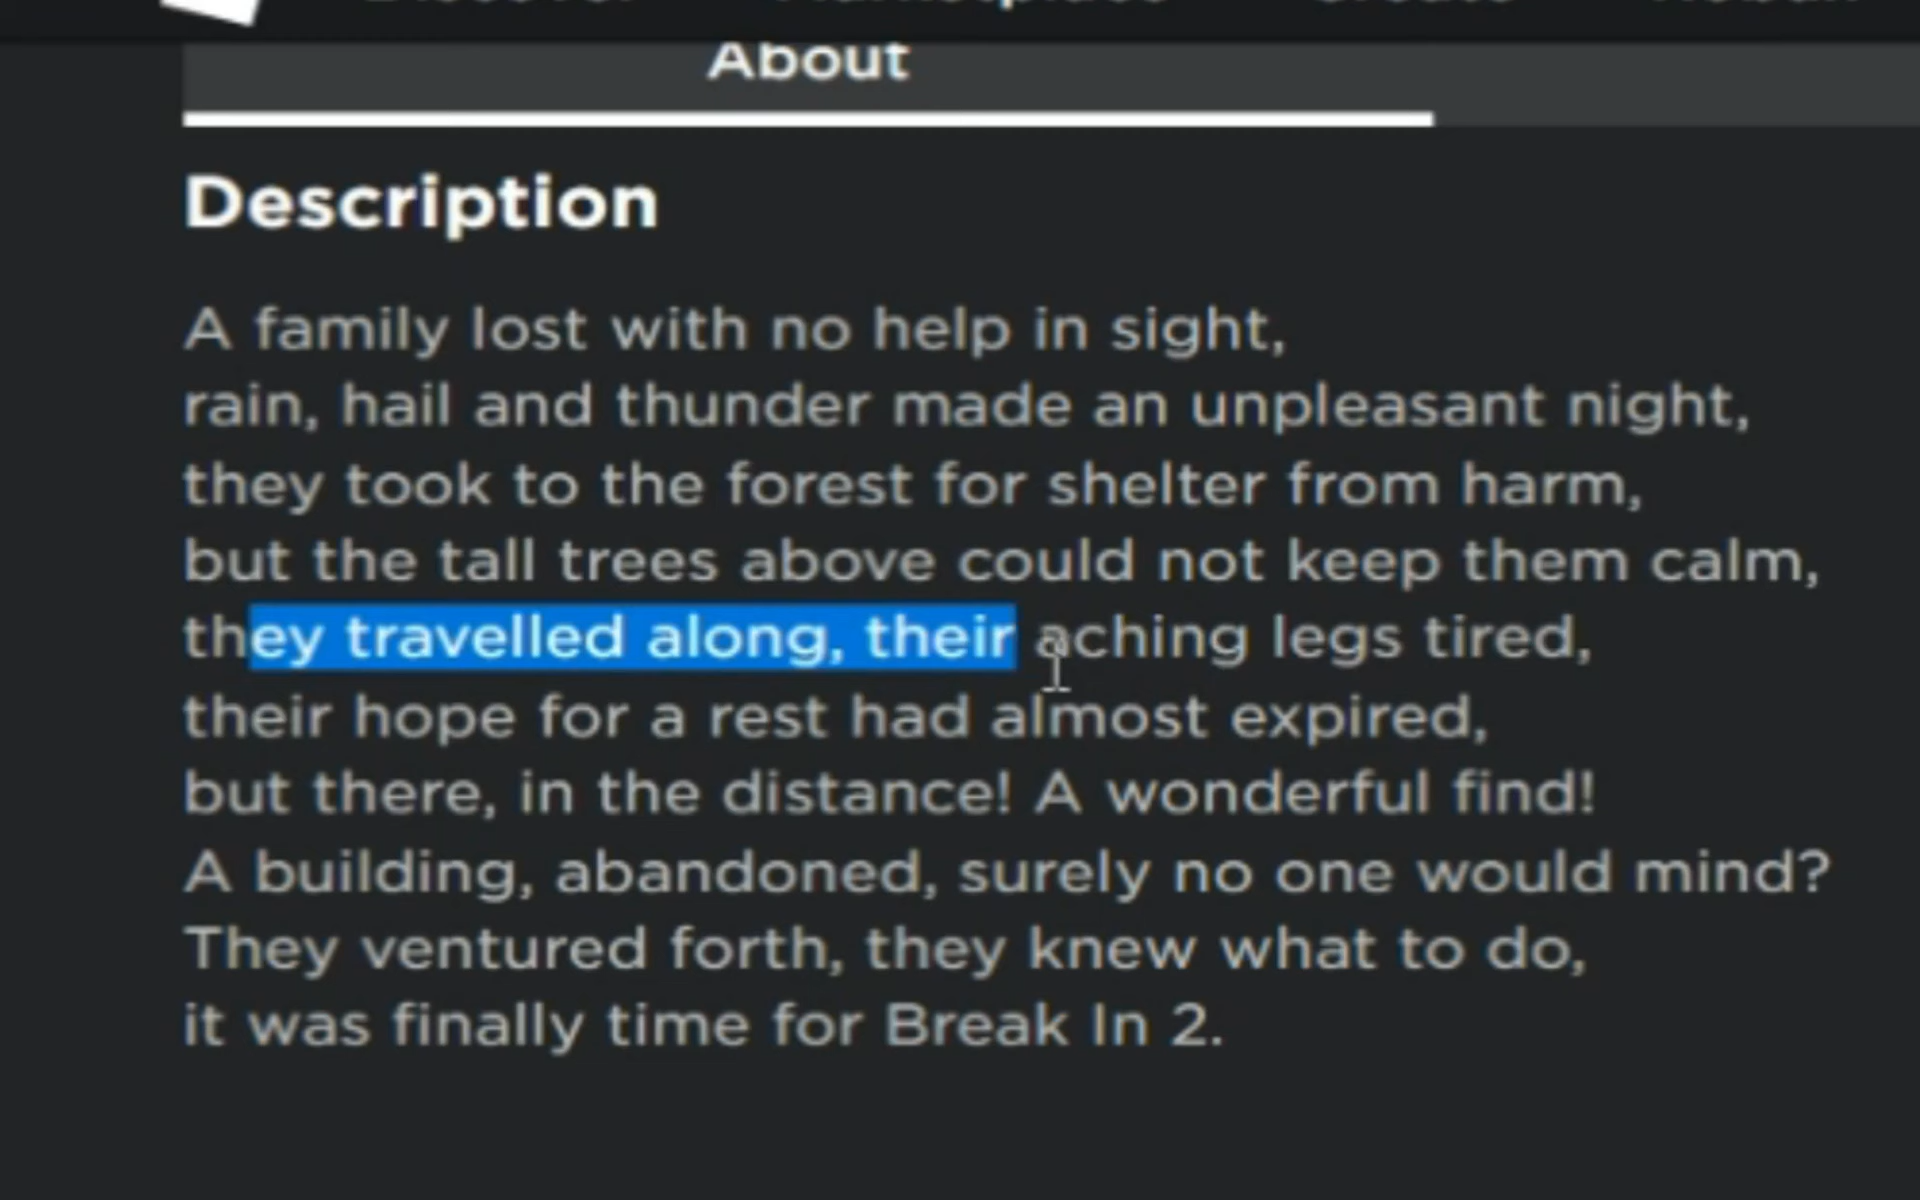 Discover Marketplace Create Robux
About
Description
A family lost with no help in sight,
rain, hail and thunder made an unpleasant night,
they took to the forest for shelter from harm,
but the tall trees above could not keep them calm,
they travelled along, their aching legs tired,
their hope for a rest had almost expired,
but there, in the distance! A wonderful find!
A building, abandoned, surely no one would mind?
They ventured forth, they knew what to do,
it was finally time for Break In 2.